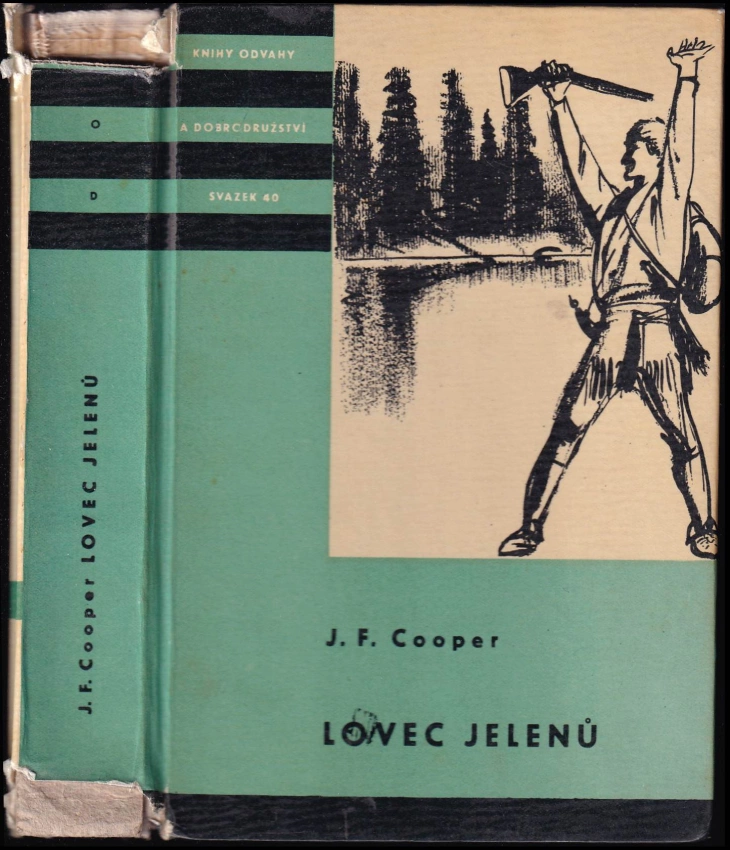 KNIHY ODVAHY
O
A DOBRODRUŽSTVÍ
D
SVAZEK 40
J. F. Cooper LOVEC JELENŮ
J. F. Cooper
LOVEC JELENŮ